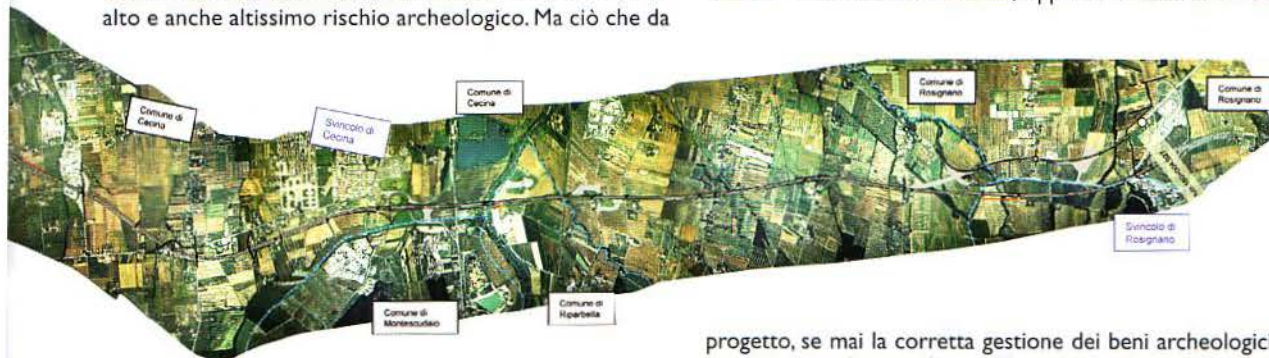 alto e anche altissimo rischio archeologico. Ma ciò che da
Comune di
Cecina
Svincolo di
Cecina
Comune di
Cecina
Comune di
Rosignano
Comune di
Rosignano
Comune di
Montescudaio
Comune di
Riparbella
Svincolo di
Rosignano
progetto, se mai la corretta gestione dei beni archeologici